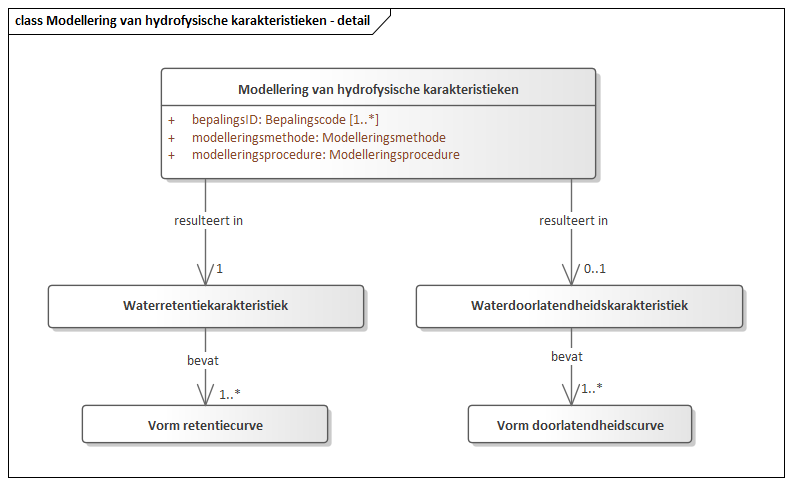 class Modellering van hydrofysische karakteristieken - detail
Modellering van hydrofysische karakteristieken
+ bepalingsID: Bepalingscode [1..*]
+ modelleringsmethode: Modelleringsmethode
+ modelleringsprocedure: Modelleringsprocedure
resulteert in
resulteert in
1
0..1
Waterretentiekarakteristiek
Waterdoorlatendheidskarakteristiek
bevat
bevat
1..*
1..*
Vorm retentiecurve
Vorm doorlatendheidscurve